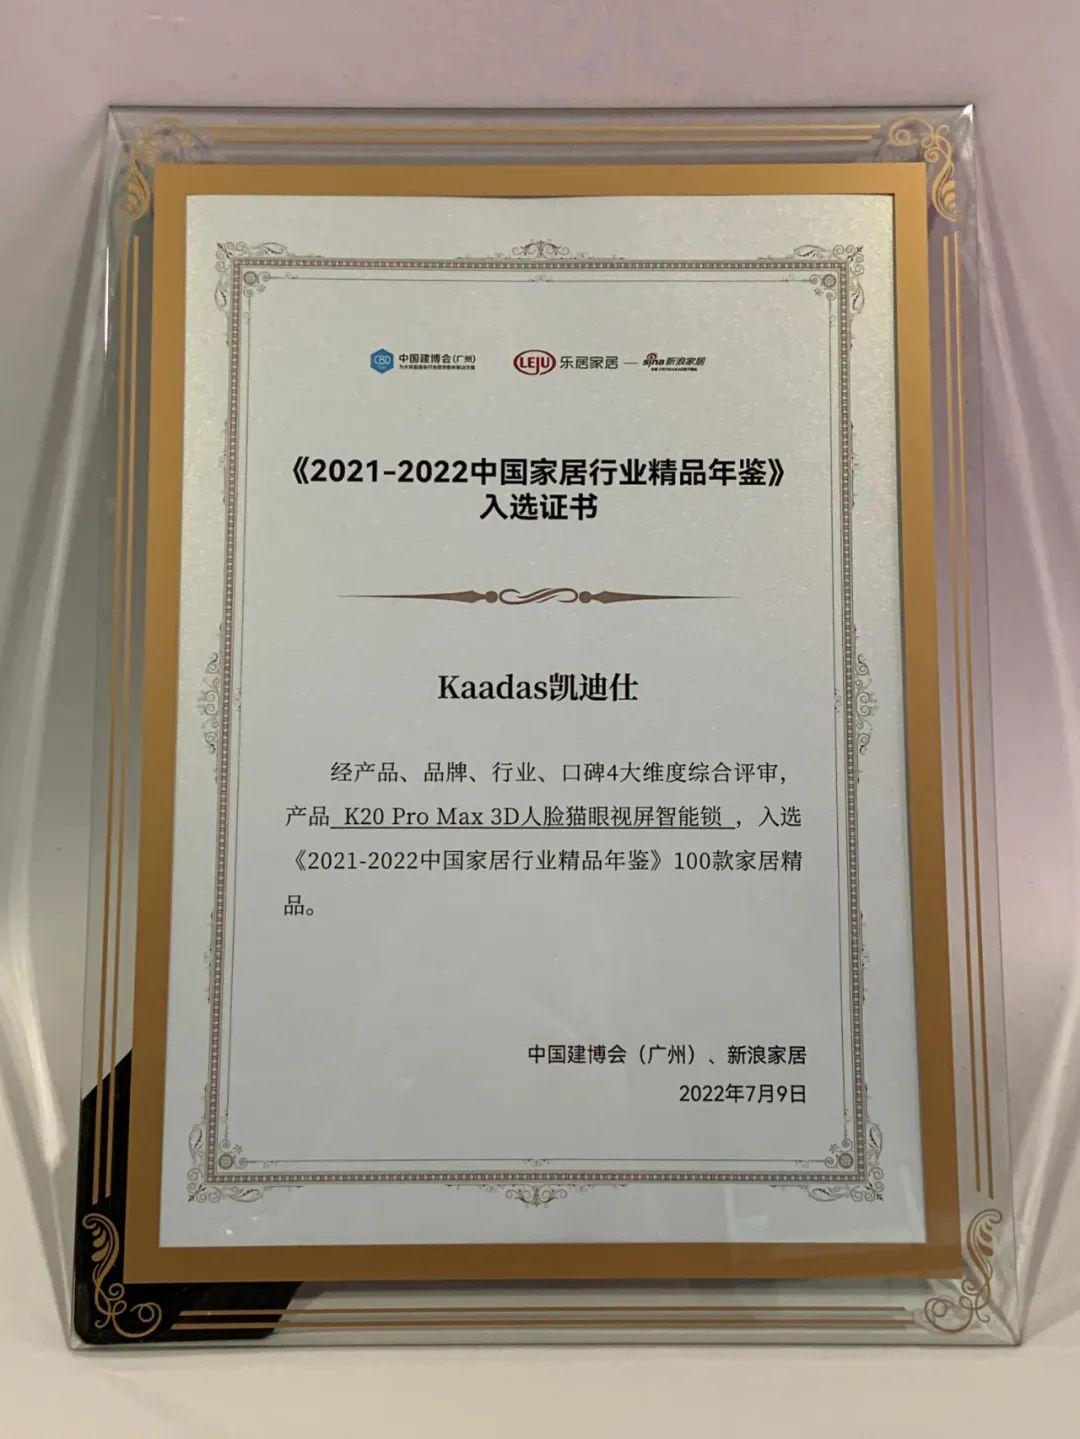 CBD 中国建博会(广州) LEJU 乐居家居 — sina新浪家居
《2021-2022中国家居行业精品年鉴》
入选证书
Kaadas凯迪仕
经产品、品牌、行业、口碑4大维度综合评审，
产品 K20 Pro Max 3D人脸猫眼视屏智能锁 ，入选
《2021-2022中国家居行业精品年鉴》100款家居精
品。
中国建博会（广州）、新浪家居
2022年7月9日